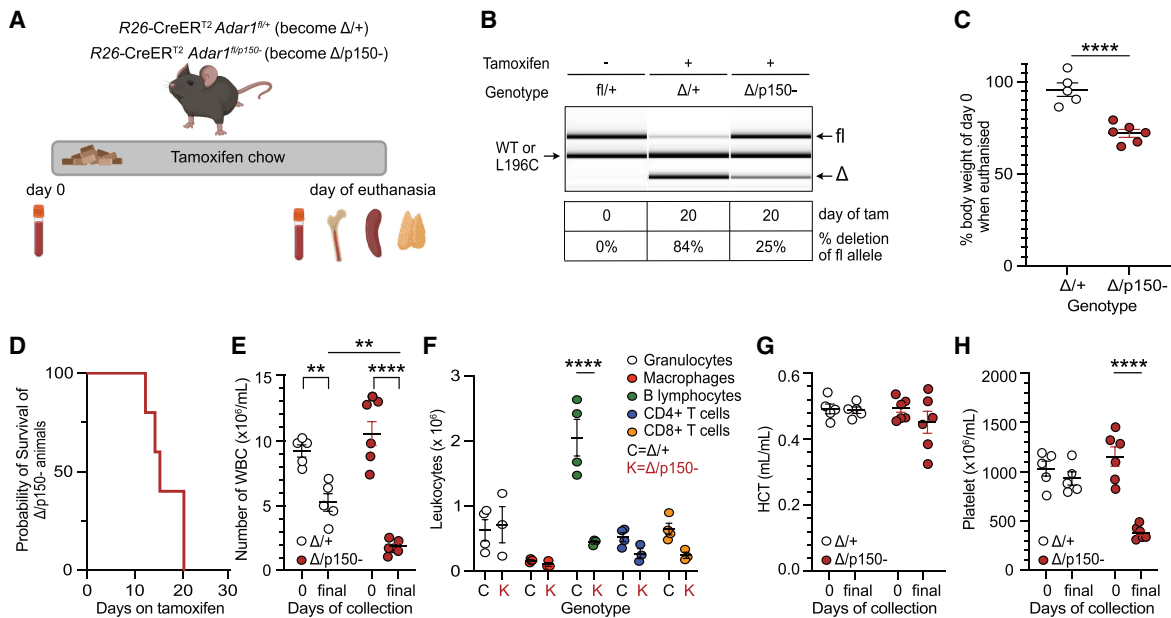 A
R26-CreERT2 Adar1fl/+ (become Δ/+)
R26-CreERT2 Adar1fl/p150- (become Δ/p150-)
Tamoxifen chow
day 0
day of euthanasia
B
Tamoxifen - + +
Genotype fl/+ Δ/+ Δ/p150-
fl
WT or
L196C
Δ
0 20 20 day of tam
0% 84% 25% % deletion
of fl allele
C
% body weight of day 0
when euthanised
100
50
0
****
Δ/+ Δ/p150-
Genotype
D
Probability of Survival of
Δ/p150- animals
100
50
0
0 10 20 30
Days on tamoxifen
E
Number of WBC (x10⁶/mL)
15
10
5
0
**
** ****
Δ/+
Δ/p150-
0 final 0 final
Days of collection
F
Leukocytes (x 10⁶)
3
2
1
0
****
Granulocytes
Macrophages
B lymphocytes
CD4+ T cells
CD8+ T cells
C=Δ/+
K=Δ/p150-
C K C K C K C K C K
Genotype
G
HCT (mL/mL)
0.6
0.4
0.2
0.0
Δ/+
Δ/p150-
0 final 0 final
Days of collection
H
Platelet (x10⁶/mL)
2000
1500
1000
500
0
****
Δ/+
Δ/p150-
0 final 0 final
Days of collection